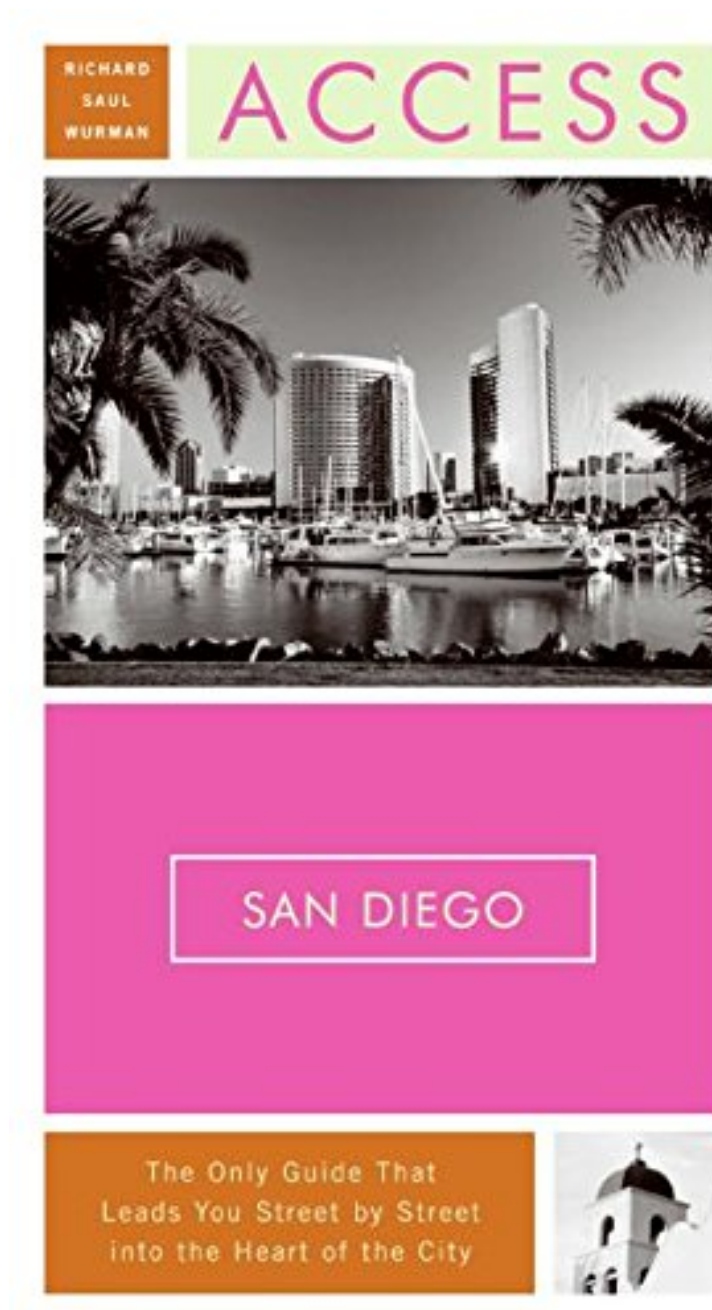 RICHARD
SAUL
WURMAN
ACCESS
SAN DIEGO
The Only Guide That
Leads You Street by Street
into the Heart of the City